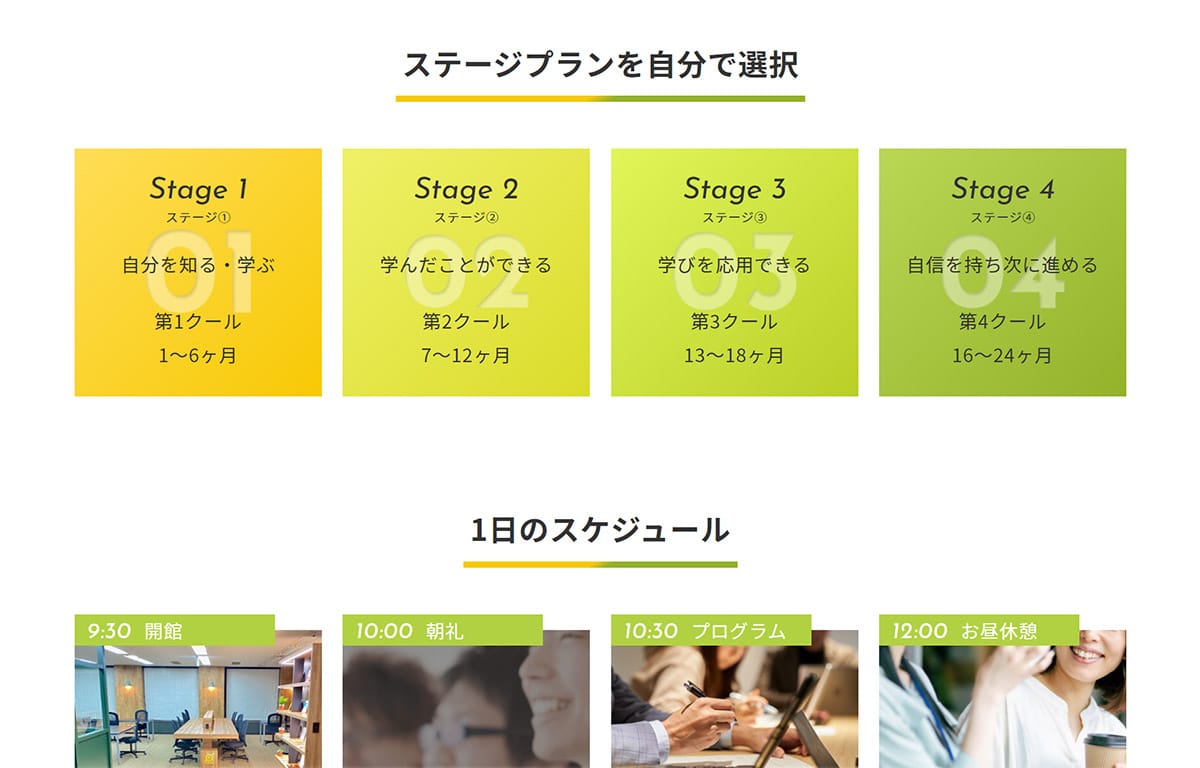 ステージプランを自分で選択
Stage 1
ステージ①
01
自分を知る・学ぶ
第1クール
1～6ヶ月
Stage 2
ステージ②
02
学んだことができる
第2クール
7～12ヶ月
Stage 3
ステージ③
03
学びを応用できる
第3クール
13～18ヶ月
Stage 4
ステージ④
04
自信を持ち次に進める
第4クール
16～24ヶ月
1日のスケジュール
9:30 開館
10:00 朝礼
10:30 プログラム
12:00 お昼休憩